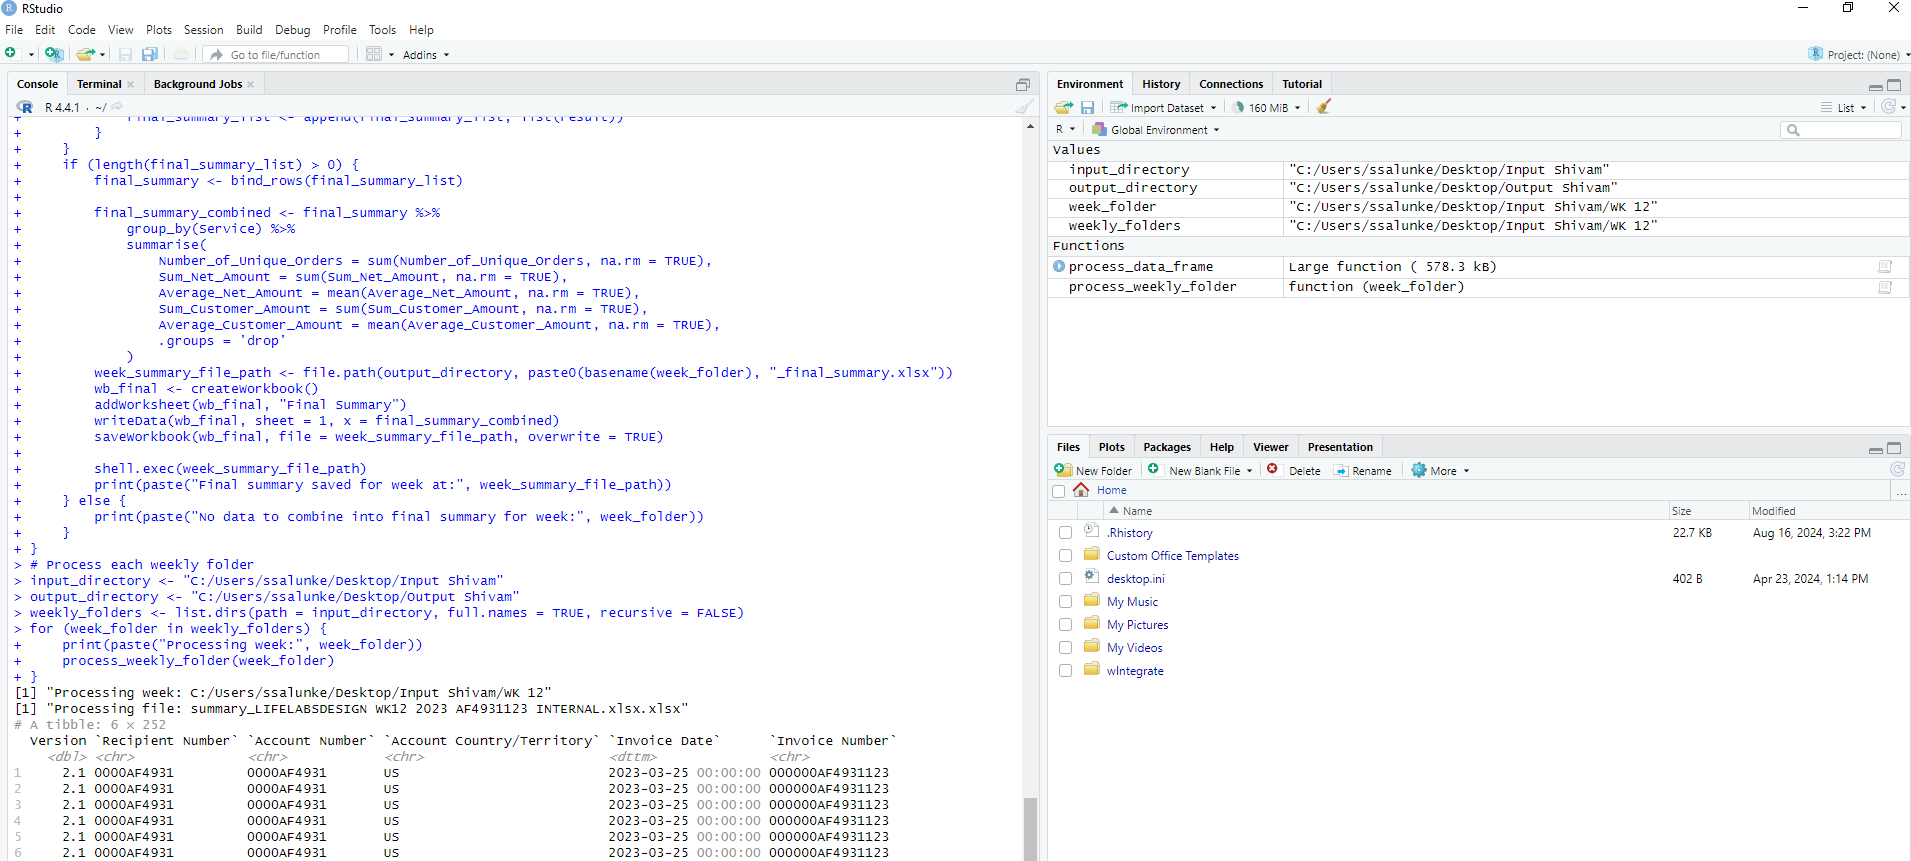 RStudio
File Edit Code View Plots Session Build Debug Profile Tools Help
Go to file/function Addins Project: (None)
Console Terminal Background Jobs
R 4.4.1 · ~/
+ final_summary_list <- append(final_summary_list, list(result))
+ }
+ }
+ if (length(final_summary_list) > 0) {
+ final_summary <- bind_rows(final_summary_list)
+
+ final_summary_combined <- final_summary %>%
+ group_by(Service) %>%
+ summarise(
+ Number_of_Unique_Orders = sum(Number_of_Unique_Orders, na.rm = TRUE),
+ Sum_Net_Amount = sum(Sum_Net_Amount, na.rm = TRUE),
+ Average_Net_Amount = mean(Average_Net_Amount, na.rm = TRUE),
+ Sum_Customer_Amount = sum(Sum_Customer_Amount, na.rm = TRUE),
+ Average_Customer_Amount = mean(Average_Customer_Amount, na.rm = TRUE),
+ .groups = 'drop'
+ )
+ week_summary_file_path <- file.path(output_directory, paste0(basename(week_folder), "_final_summary.xlsx"))
+ wb_final <- createWorkbook()
+ addWorksheet(wb_final, "Final Summary")
+ writeData(wb_final, sheet = 1, x = final_summary_combined)
+ saveWorkbook(wb_final, file = week_summary_file_path, overwrite = TRUE)
+
+ shell.exec(week_summary_file_path)
+ print(paste("Final summary saved for week at:", week_summary_file_path))
+ } else {
+ print(paste("No data to combine into final summary for week:", week_folder))
+ }
+ }
> # Process each weekly folder
> input_directory <- "C:/Users/ssalunke/Desktop/Input Shivam"
> output_directory <- "C:/Users/ssalunke/Desktop/Output Shivam"
> weekly_folders <- list.dirs(path = input_directory, full.names = TRUE, recursive = FALSE)
> for (week_folder in weekly_folders) {
+ print(paste("Processing week:", week_folder))
+ process_weekly_folder(week_folder)
+ }
[1] "Processing week: C:/Users/ssalunke/Desktop/Input Shivam/WK 12"
[1] "Processing file: summary_LIFELABSDESIGN WK12 2023 AF4931123 INTERNAL.xlsx.xlsx"
# A tibble: 6 × 252
Version `Recipient Number` `Account Number` `Account Country/Territory` `Invoice Date` `Invoice Number`
<dbl> <chr> <chr> <chr> <dttm> <chr>
1 2.1 0000AF4931 0000AF4931 US 2023-03-25 00:00:00 000000AF4931123
2 2.1 0000AF4931 0000AF4931 US 2023-03-25 00:00:00 000000AF4931123
3 2.1 0000AF4931 0000AF4931 US 2023-03-25 00:00:00 000000AF4931123
4 2.1 0000AF4931 0000AF4931 US 2023-03-25 00:00:00 000000AF4931123
5 2.1 0000AF4931 0000AF4931 US 2023-03-25 00:00:00 000000AF4931123
6 2.1 0000AF4931 0000AF4931 US 2023-03-25 00:00:00 000000AF4931123
Environment History Connections Tutorial
Import Dataset 160 MiB List
R Global Environment
Values
input_directory "C:/Users/ssalunke/Desktop/Input Shivam"
output_directory "C:/Users/ssalunke/Desktop/Output Shivam"
week_folder "C:/Users/ssalunke/Desktop/Input Shivam/WK 12"
weekly_folders "C:/Users/ssalunke/Desktop/Input Shivam/WK 12"
Functions
process_data_frame Large function ( 578.3 kB)
process_weekly_folder function (week_folder)
Files Plots Packages Help Viewer Presentation
New Folder New Blank File Delete Rename More
Home ...
Name Size Modified
.Rhistory 22.7 KB Aug 16, 2024, 3:22 PM
Custom Office Templates
desktop.ini 402 B Apr 23, 2024, 1:14 PM
My Music
My Pictures
My Videos
wIntegrate